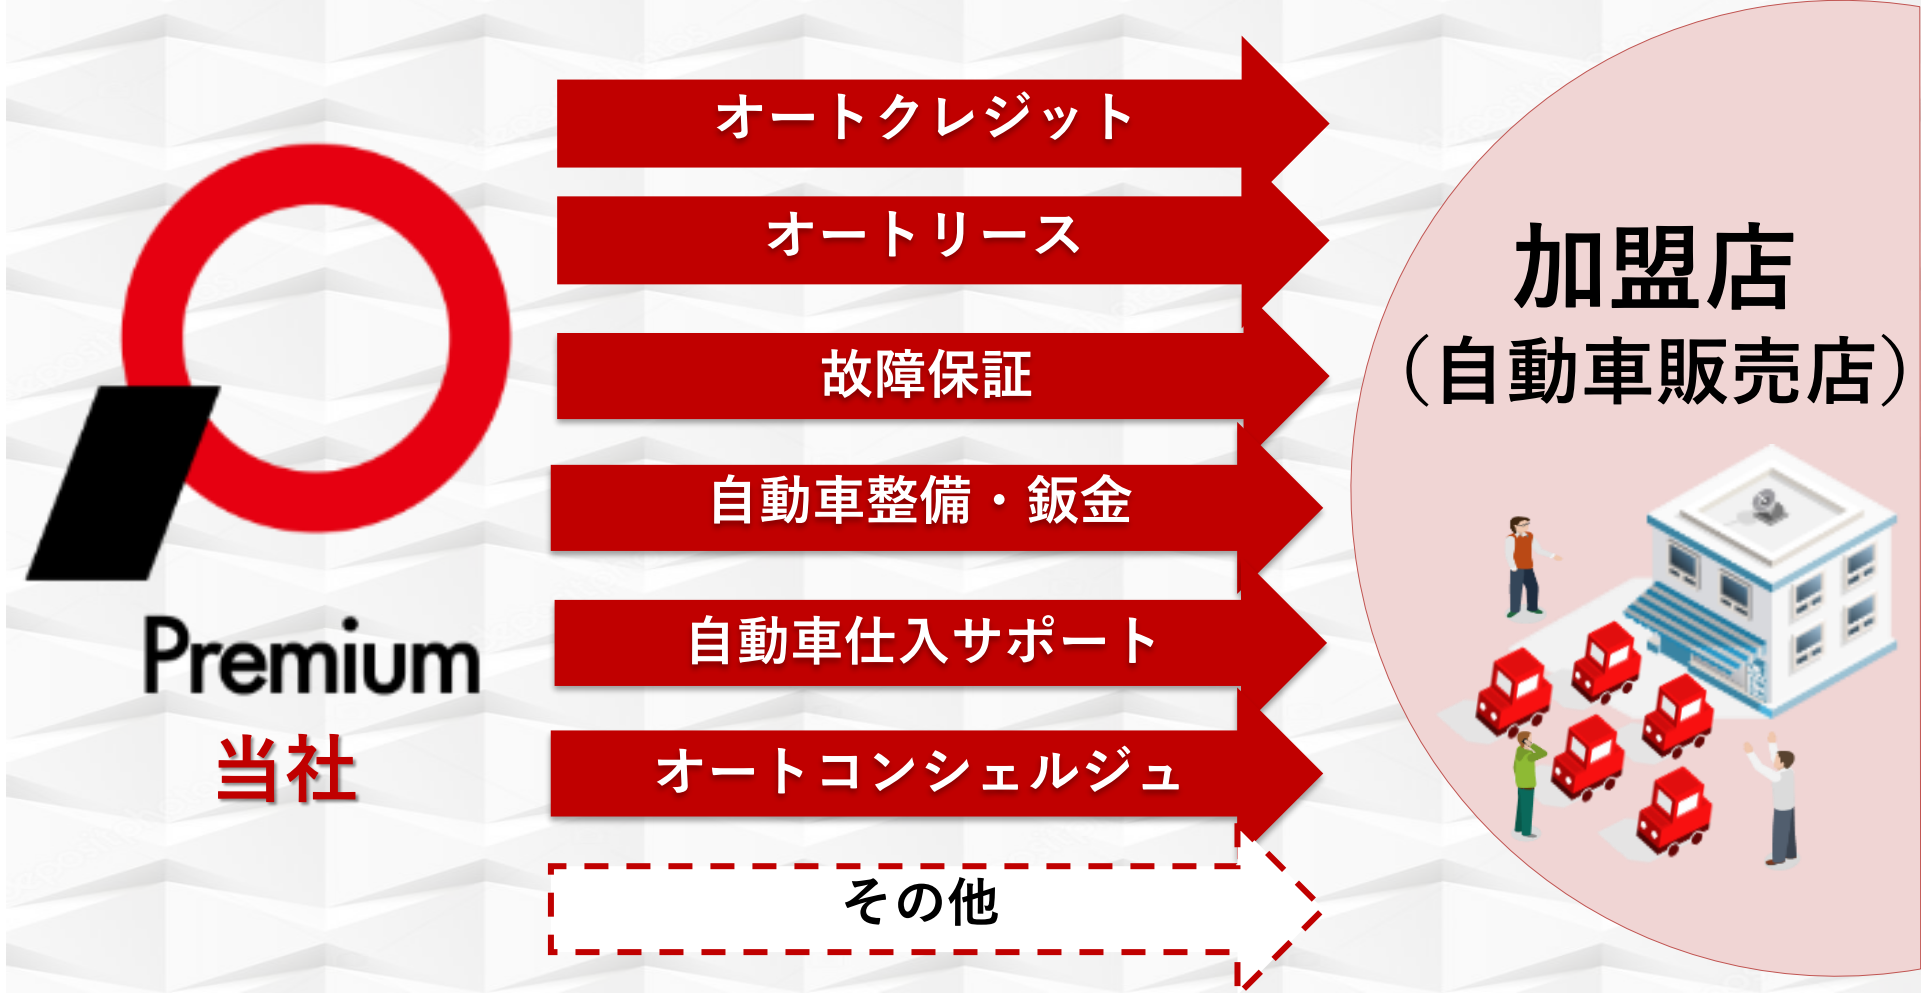 Premium
当社
オートクレジット
オートリース
故障保証
自動車整備・鈑金
自動車仕入サポート
オートコンシェルジュ
その他
加盟店
（自動車販売店）